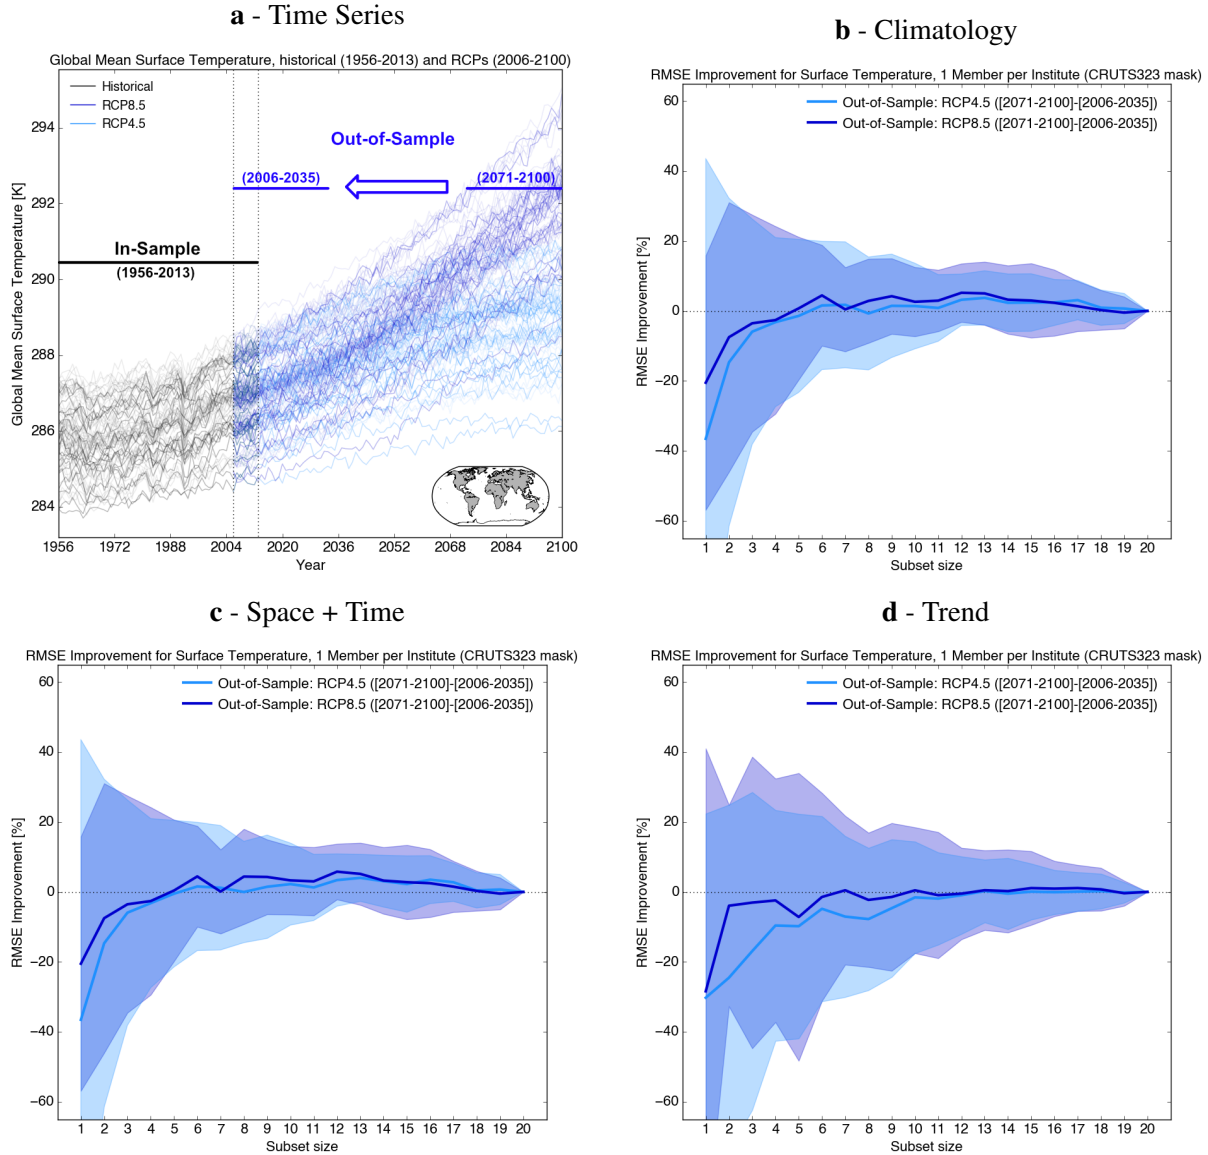 a - Time Series
Global Mean Surface Temperature, historical (1956-2013) and RCPs (2006-2100)
Historical
RCP8.5
RCP4.5
Out-of-Sample
(2006-2035)
(2071-2100)
In-Sample
(1956-2013)
Global Mean Surface Temperature [K]
294
292
290
288
286
284
1956 1972 1988 2004 2020 2036 2052 2068 2084 2100
Year
b - Climatology
RMSE Improvement for Surface Temperature, 1 Member per Institute (CRUTS323 mask)
Out-of-Sample: RCP4.5 ([2071-2100]-[2006-2035])
Out-of-Sample: RCP8.5 ([2071-2100]-[2006-2035])
RMSE Improvement [%]
60
40
20
0
−20
−40
−60
1 2 3 4 5 6 7 8 9 10 11 12 13 14 15 16 17 18 19 20
Subset size
c - Space + Time
RMSE Improvement for Surface Temperature, 1 Member per Institute (CRUTS323 mask)
Out-of-Sample: RCP4.5 ([2071-2100]-[2006-2035])
Out-of-Sample: RCP8.5 ([2071-2100]-[2006-2035])
RMSE Improvement [%]
60
40
20
0
−20
−40
−60
1 2 3 4 5 6 7 8 9 10 11 12 13 14 15 16 17 18 19 20
Subset size
d - Trend
RMSE Improvement for Surface Temperature, 1 Member per Institute (CRUTS323 mask)
Out-of-Sample: RCP4.5 ([2071-2100]-[2006-2035])
Out-of-Sample: RCP8.5 ([2071-2100]-[2006-2035])
RMSE Improvement [%]
60
40
20
0
−20
−40
−60
1 2 3 4 5 6 7 8 9 10 11 12 13 14 15 16 17 18 19 20
Subset size